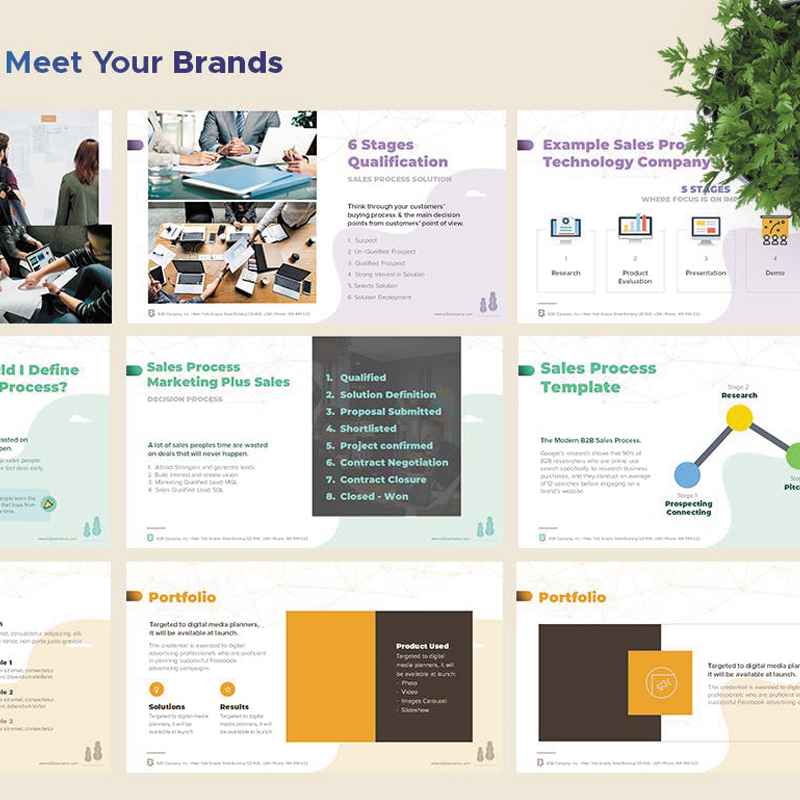 Meet Your Brands
6 Stages
Qualification
SALES PROCESS SOLUTION
Think through your customers'
buying process & the main decision
points from customers' point of view.
1. Suspect
2. Un-Qualified Prospect
3. Qualified Prospect
4. Strong Interest in Solution
5. Selects Solution
6. Solution Deployment
Example Sales Pro
Technology Company
5 STAGES
WHERE FOCUS IS ON IMP
1
Research
2
Product
Evaluation
3
Presentation
4
Demo
ld I Define
Process?
Sales Process
Marketing Plus Sales
DECISION PROCESS
A lot of sales peoples time are wasted
on deals that will never happen.
1. Attract Strangers and generate leads
2. Build Interest and create vision
3. Marketing Qualified Lead MQL
4. Sales Qualified Lead SQL
1. Qualified
2. Solution Definition
3. Proposal Submitted
4. Shortlisted
5. Project confirmed
6. Contract Negotiation
7. Contract Closure
8. Closed - Won
Sales Process
Template
The Modern B2B Sales Process.
Google's research shows that 90% of
B2B researchers who are online use
search specifically to research business
purchases, and they conduct an average
of 12 searches before engaging on a
brand's website
Stage 1
Prospecting
Connecting
Stage 2
Research
Portfolio
Targeted to digital media planners,
it will be available at launch.
This credential is awarded to digital
advertising professionals who are proficient
in planning successful Facebook
advertising campaigns.
Solutions
Targeted to digital media
planners, it will be
available at launch
Results
Targeted to digital media
planners, it will be
available at launch
Product Used
Targeted to digital
media planners, it will
be available at launch:
- Photo
- Video
- Images Carousel
- Slideshow
Portfolio
Targeted to digital media plan
it will be available at launch.
This credential is awarded to digit
professionals who are proficient in
successful Facebook advertising c